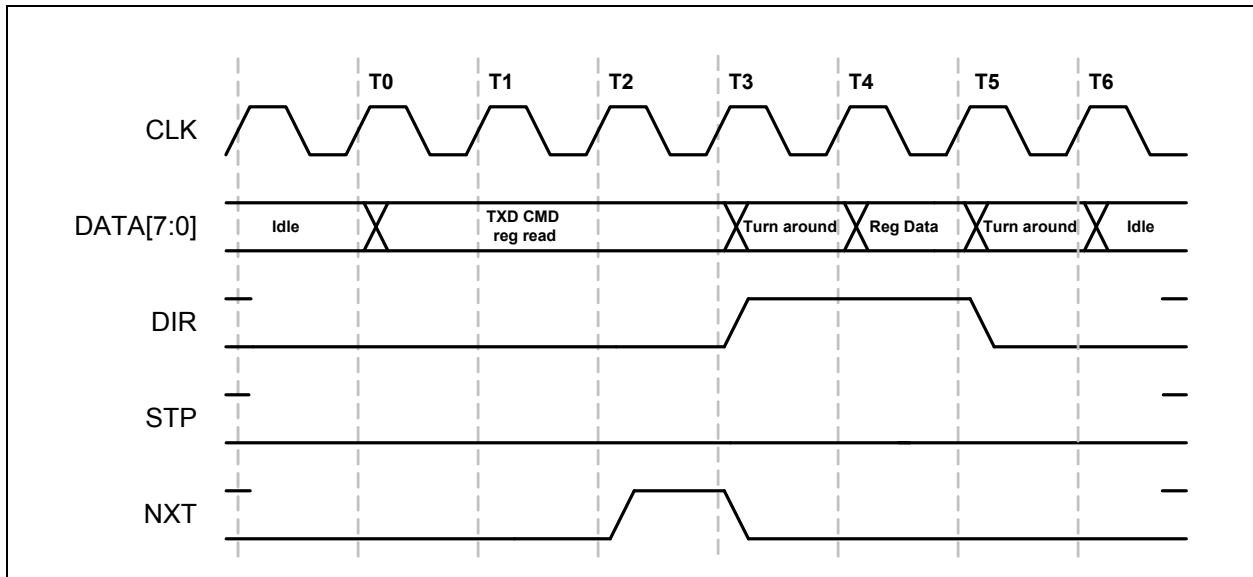 T0 T1 T2 T3 T4 T5 T6
CLK
DATA[7:0] Idle TXD CMD Turn around Reg Data Turn around Idle
reg read
DIR
STP
NXT